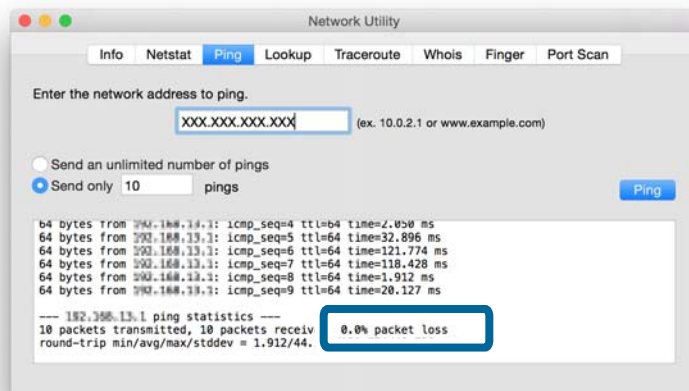 Network Utility
Info Netstat Ping Lookup Traceroute Whois Finger Port Scan
Enter the network address to ping.
XXX.XXX.XXX.XXX (ex. 10.0.2.1 or www.example.com)
Send an unlimited number of pings
Send only 10 pings
Ping
64 bytes from : icmp_seq=4 ttl=64 time=2.050 ms
64 bytes from : icmp_seq=5 ttl=64 time=32.896 ms
64 bytes from : icmp_seq=6 ttl=64 time=121.774 ms
64 bytes from : icmp_seq=7 ttl=64 time=118.428 ms
64 bytes from : icmp_seq=8 ttl=64 time=1.912 ms
64 bytes from : icmp_seq=9 ttl=64 time=20.127 ms
--- ping statistics ---
10 packets transmitted, 10 packets receiv 0.0% packet loss
round-trip min/avg/max/stddev = 1.912/44.